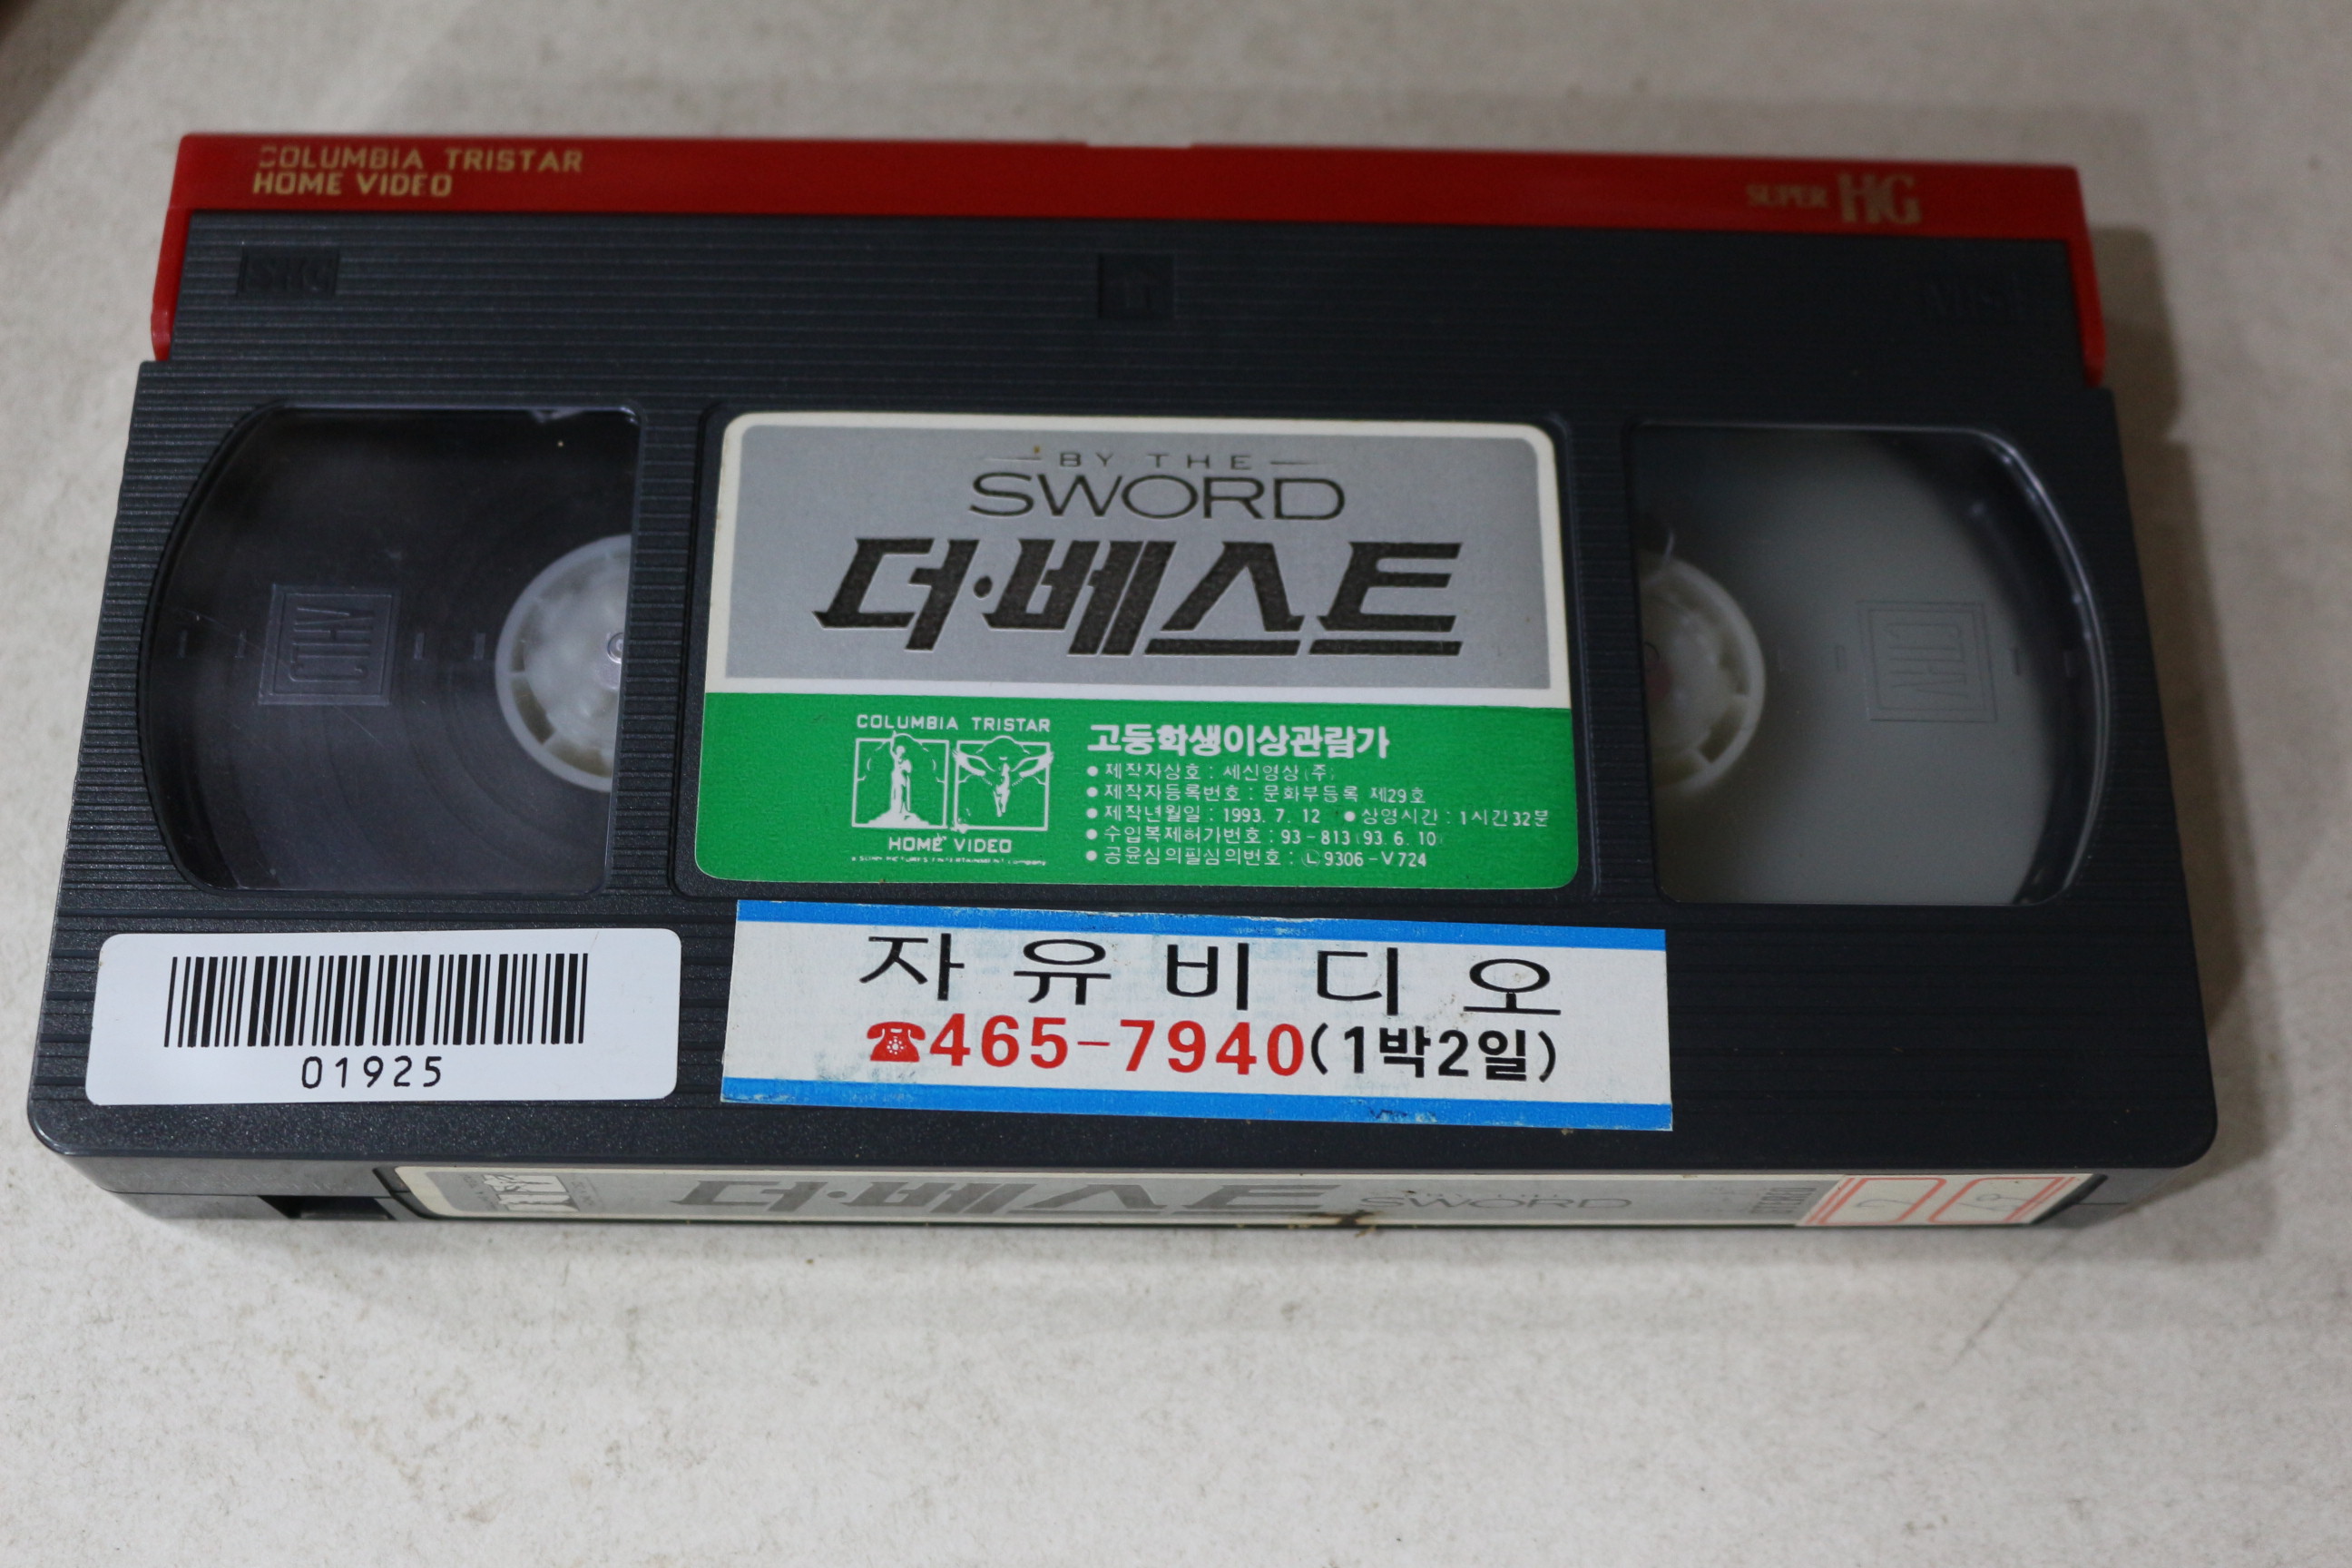 COLUMBIA TRISTAR
HOME VIDEO
SUPER HG
CTHV
CTHV
BY THE
SWORD
더·베스트
COLUMBIA TRISTAR
HOME VIDEO
고등학생이상관람가
● 제작자상호 : 세신영상(주)
● 제작자등록번호 : 문화부등록 제29호
● 제작년월일 : 1993. 7. 12 ● 상영시간 : 1시간32분
● 수입복제허가번호 : 93-813(93. 6. 10)
● 공윤심의필심의번호 : Ⓛ9306-V724
01925
자유비디오
☎465-7940(1박2일)
더·베스트 SWORD